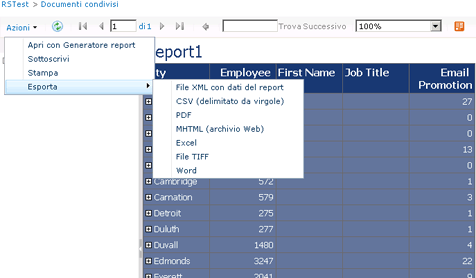 RSTest > Documenti condivisi
Azioni 1 di 1 Trova Successivo 100%
Apri con Generatore report
Sottoscrivi
Stampa
Esporta
File XML con dati del report
CSV (delimitato da virgole)
PDF
MHTML (archivio Web)
Excel
File TIFF
Word
eport1
ty Employee First Name Job Title Email Promotion
27
0
0
13
0
Cambridge 572 1
Carnation 579 3
Detroit 275 1
Duluth 277 1
Duvall 1480 4
Edmonds 3247 22
Everett 2041 9